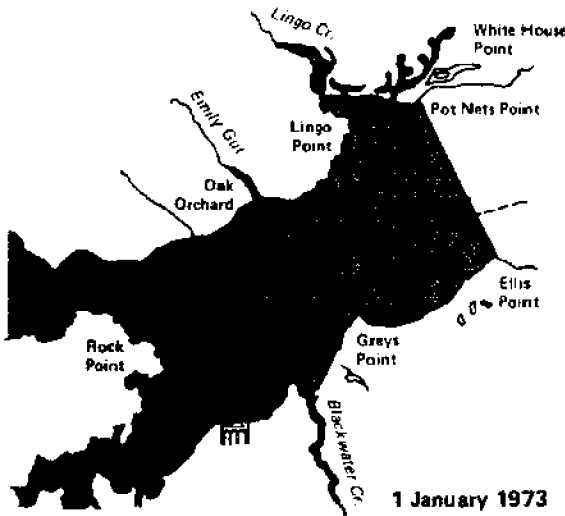 Lingo Cr.
White House
Point
Pot Nets Point
Emily Gut
Lingo
Point
Oak
Orchard
Ellis
Point
Rock
Point
Greys
Point
Blackwater Cr.
1 January 1973